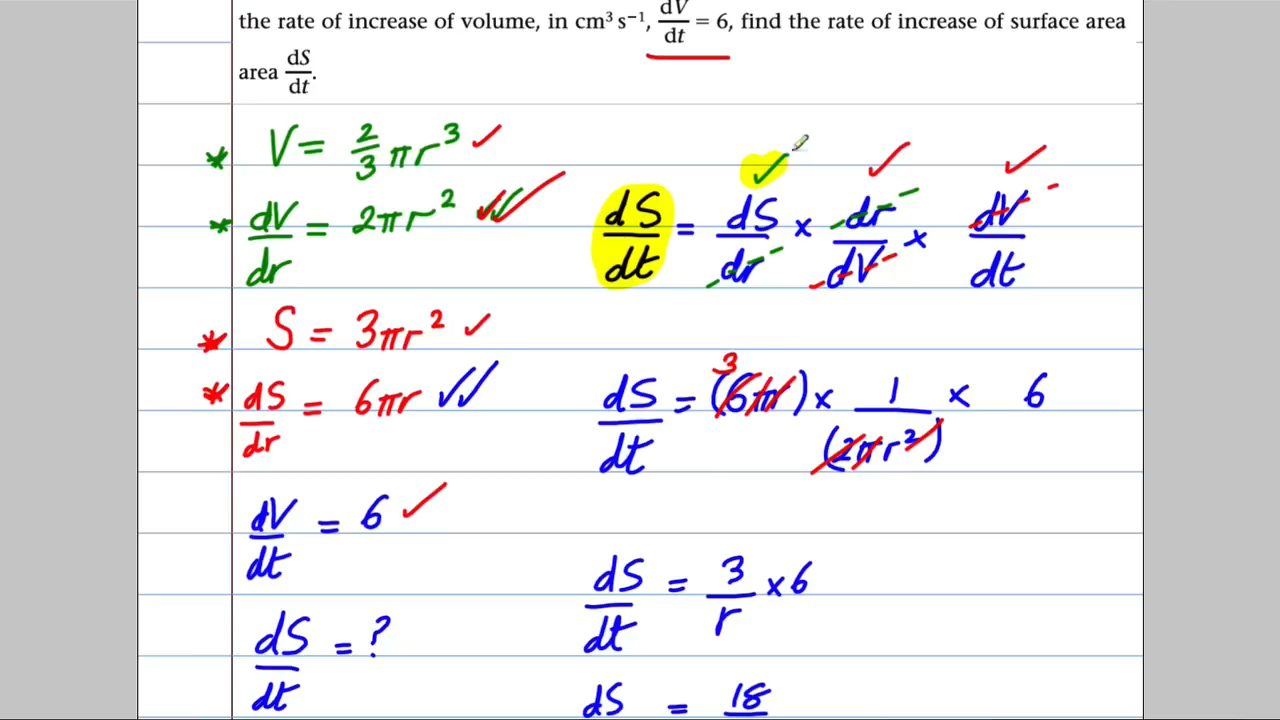 the rate of increase of volume, in cm³ s⁻¹, dV/dt = 6, find the rate of increase of surface area
area dS/dt.
V = 2/3 πr³
dV/dr = 2πr²
dS/dt = dS/dr × dr/dV × dV/dt
S = 3πr²
dS/dr = 6πr
3
dS/dt = (6πr) × 1/(2πr²) × 6
dV/dt = 6
dS/dt = 3/r × 6
dS/dt = ?
dS = 18